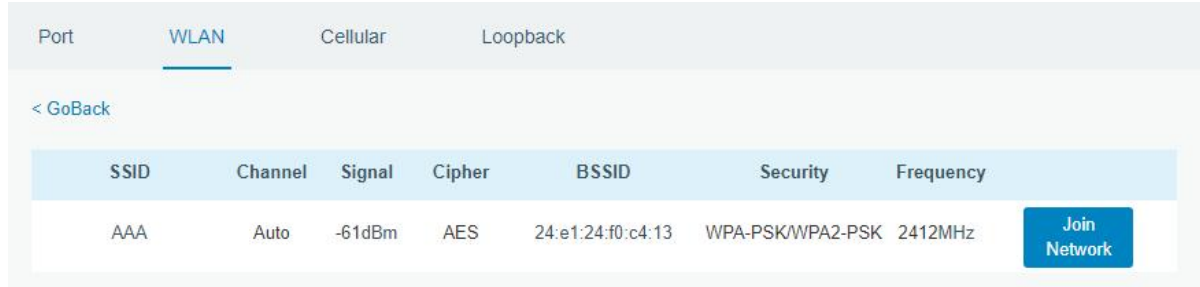 Port WLAN Cellular Loopback
< GoBack
SSID Channel Signal Cipher BSSID Security Frequency
AAA Auto -61dBm AES 24:e1:24:f0:c4:13 WPA-PSK/WPA2-PSK 2412MHz Join Network